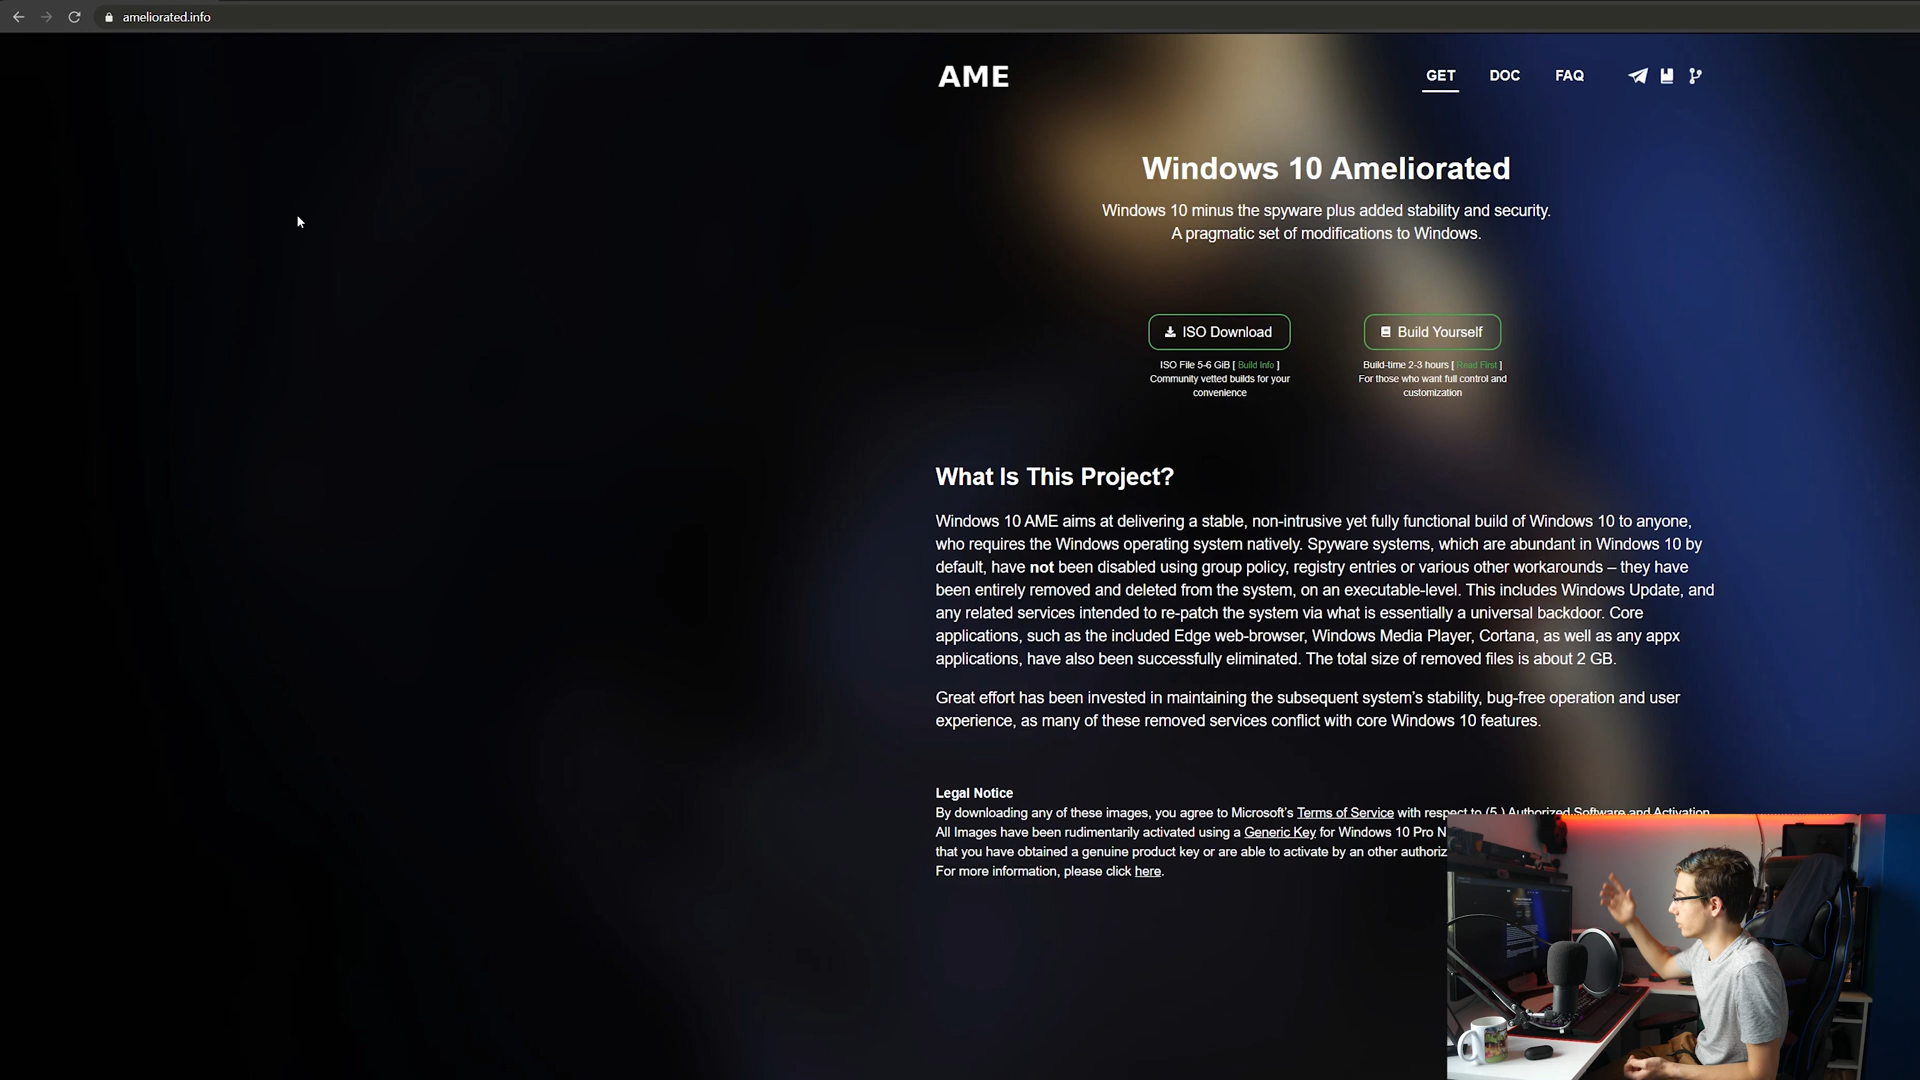 ameliorated.info
AME
GET
DOC
FAQ
Windows 10 Ameliorated
Windows 10 minus the spyware plus added stability and security.
A pragmatic set of modifications to Windows.
ISO Download
ISO File 5-6 GiB [ Build Info ]
Community vetted builds for your
convenience
Build Yourself
Build-time 2-3 hours [ Read First ]
For those who want full control and
customization
What Is This Project?
Windows 10 AME aims at delivering a stable, non-intrusive yet fully functional build of Windows 10 to anyone,
who requires the Windows operating system natively. Spyware systems, which are abundant in Windows 10 by
default, have not been disabled using group policy, registry entries or various other workarounds – they have
been entirely removed and deleted from the system, on an executable-level. This includes Windows Update, and
any related services intended to re-patch the system via what is essentially a universal backdoor. Core
applications, such as the included Edge web-browser, Windows Media Player, Cortana, as well as any appx
applications, have also been successfully eliminated. The total size of removed files is about 2 GB.
Great effort has been invested in maintaining the subsequent system's stability, bug-free operation and user
experience, as many of these removed services conflict with core Windows 10 features.
Legal Notice
By downloading any of these images, you agree to Microsoft's Terms of Service with respect to (5.) Authorized Software and Activation.
All Images have been rudimentarily activated using a Generic Key for Windows 10 Pro N
that you have obtained a genuine product key or are able to activate by an other authoriz
For more information, please click here.